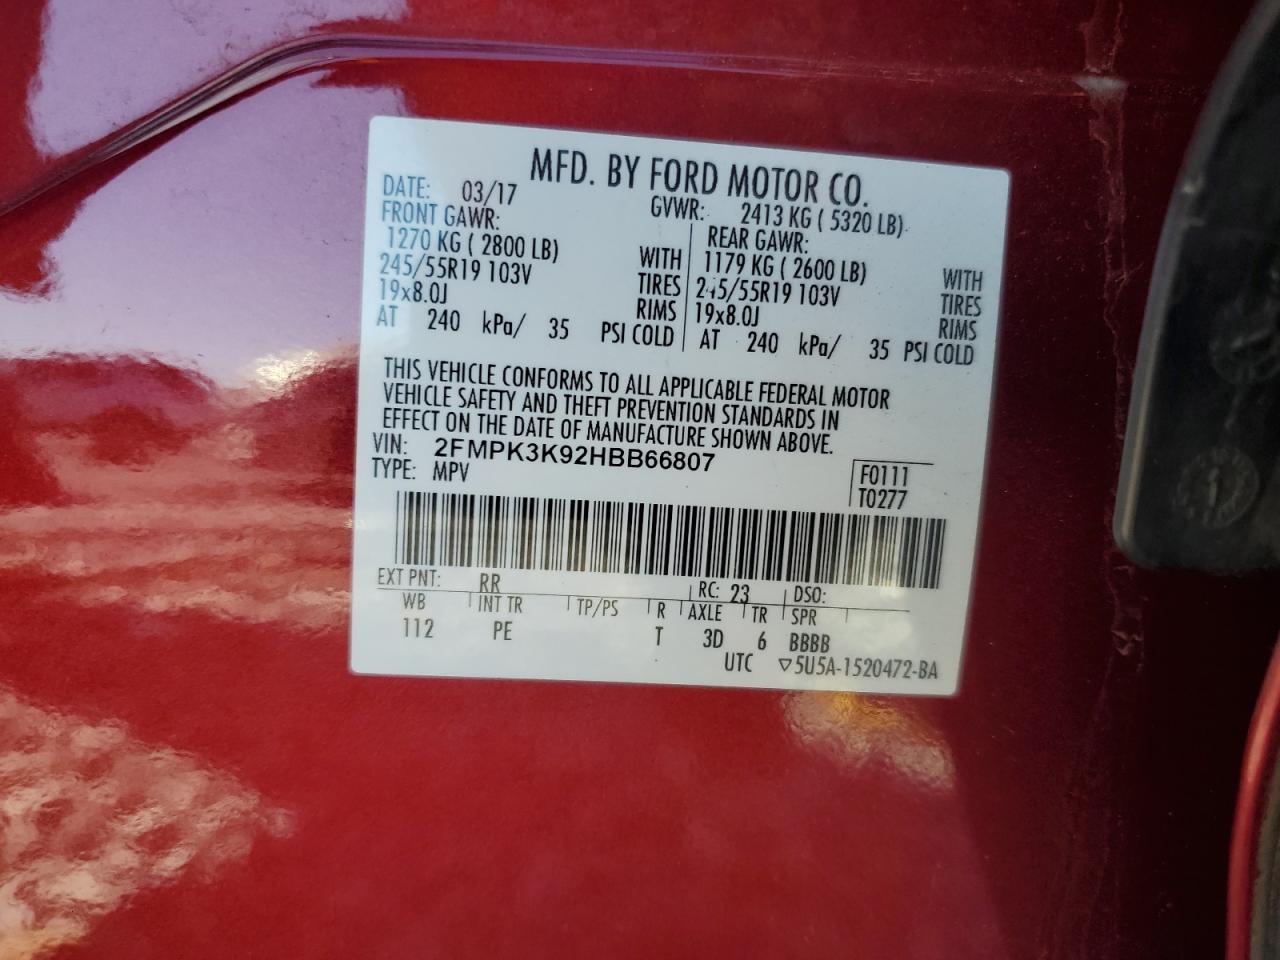 MFD. BY FORD MOTOR CO.
DATE: 03/17 GVWR: 2413 KG ( 5320 LB)
FRONT GAWR: REAR GAWR:
1270 KG ( 2800 LB) WITH 1179 KG ( 2600 LB) WITH
245/55R19 103V TIRES 245/55R19 103V TIRES
19x8.0J RIMS 19x8.0J RIMS
AT 240 kPa/ 35 PSI COLD AT 240 kPa/ 35 PSI COLD
THIS VEHICLE CONFORMS TO ALL APPLICABLE FEDERAL MOTOR
VEHICLE SAFETY AND THEFT PREVENTION STANDARDS IN
EFFECT ON THE DATE OF MANUFACTURE SHOWN ABOVE.
VIN: 2FMPK3K92HBB66807
TYPE: MPV F0111
T0277
EXT PNT: RR RC: 23 DSO:
WB INT TR TP/PS R AXLE TR SPR
112 PE T 3D 6 BBBB
UTC ▽5U5A-1520472-BA